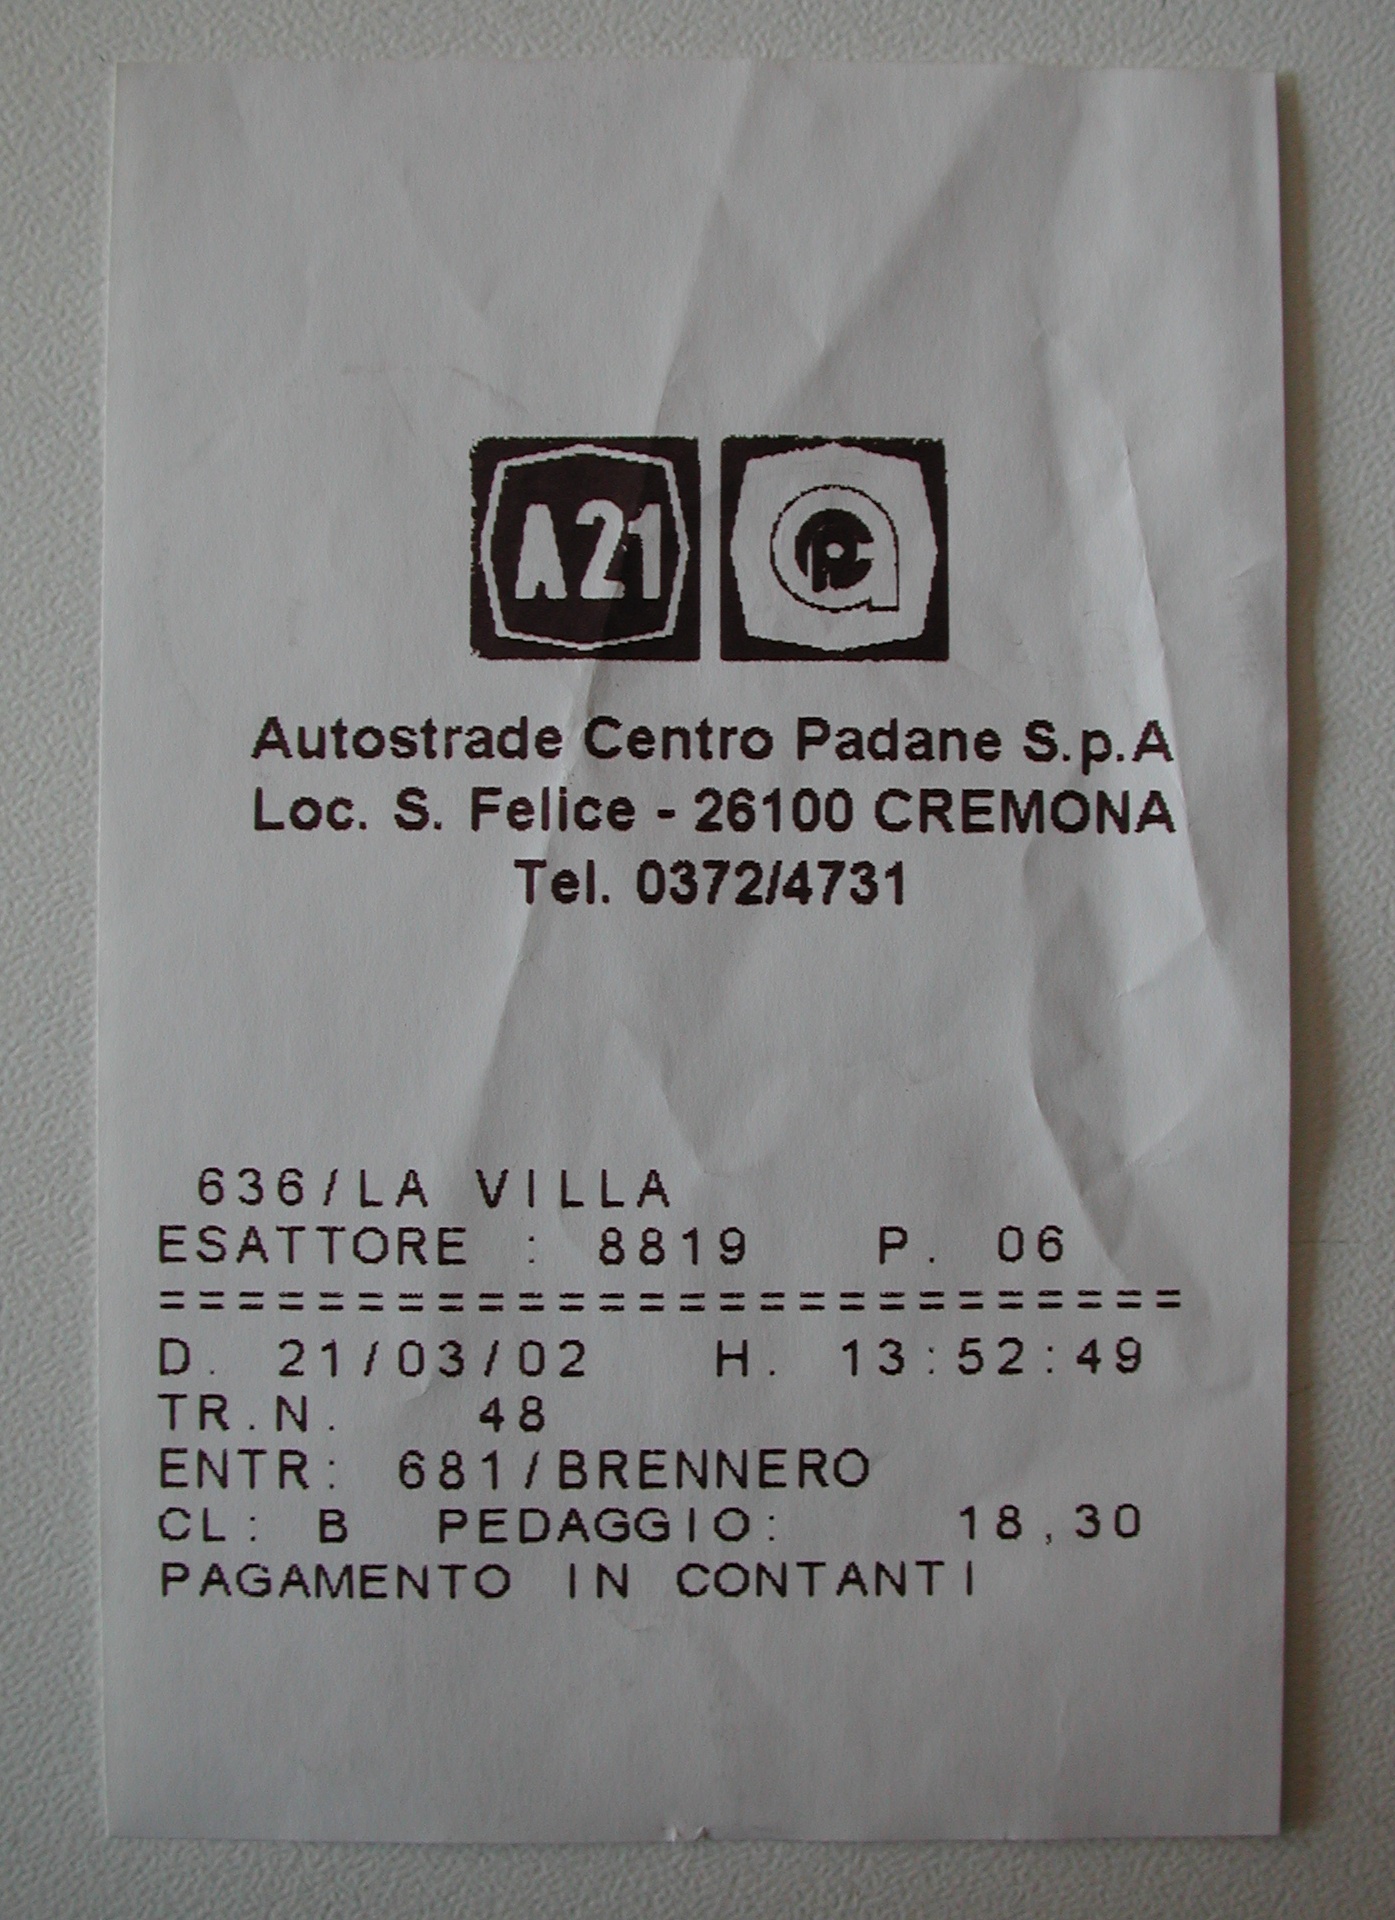 A21
Autostrade Centro Padane S.p.A
Loc. S. Felice - 26100 CREMONA
Tel. 0372/4731
636/LA VILLA
ESATTORE : 8819 P. 06
==========================
D. 21/03/02 H. 13:52:49
TR.N. 48
ENTR: 681/BRENNERO
CL: B PEDAGGIO: 18,30
PAGAMENTO IN CONTANTI